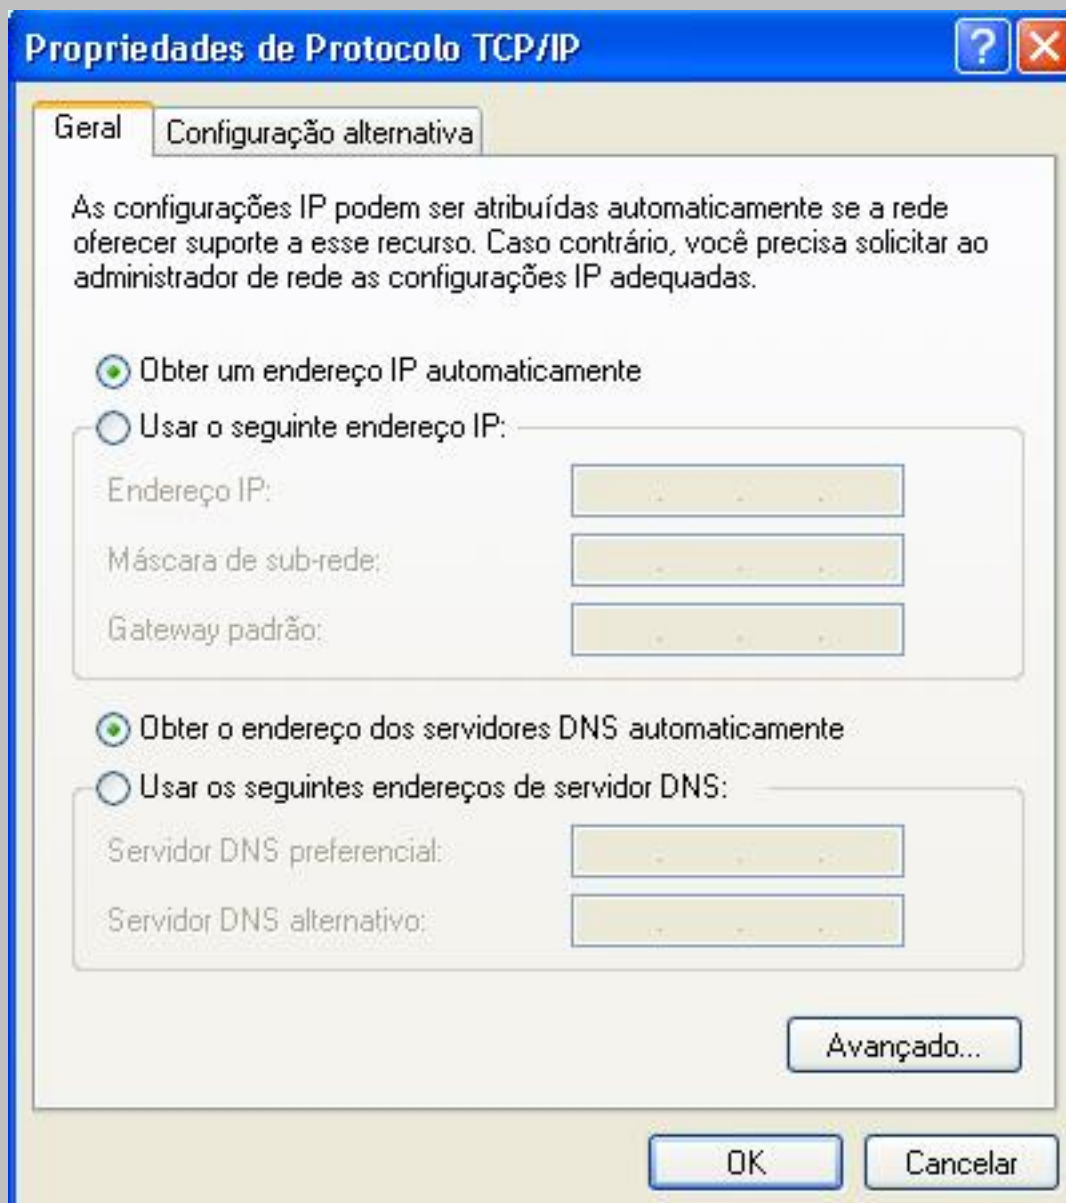 Propriedades de Protocolo TCP/IP
Geral
Configuração alternativa
As configurações IP podem ser atribuídas automaticamente se a rede
oferecer suporte a esse recurso. Caso contrário, você precisa solicitar ao
administrador de rede as configurações IP adequadas.
Obter um endereço IP automaticamente
Usar o seguinte endereço IP:
Endereço IP:
Máscara de sub-rede:
Gateway padrão:
Obter o endereço dos servidores DNS automaticamente
Usar os seguintes endereços de servidor DNS:
Servidor DNS preferencial:
Servidor DNS alternativo:
Avançado...
OK
Cancelar